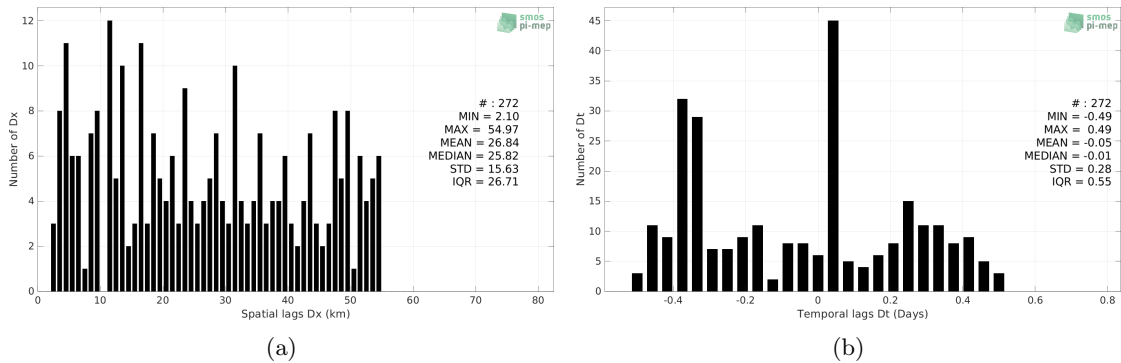 smos
pi-mep
12
10
8
6
4
2
0
Number of Dx
# : 272
MIN = 2.10
MAX = 54.97
MEAN = 26.84
MEDIAN = 25.82
STD = 15.63
IQR = 26.71
0 10 20 30 40 50 60 70 80
Spatial lags Dx (km)
(a)
smos
pi-mep
45
40
35
30
25
20
15
10
5
0
Number of Dt
# : 272
MIN = -0.49
MAX = 0.49
MEAN = -0.05
MEDIAN = -0.01
STD = 0.28
IQR = 0.55
-0.4 -0.2 0 0.2 0.4 0.6 0.8
Temporal lags Dt (Days)
(b)